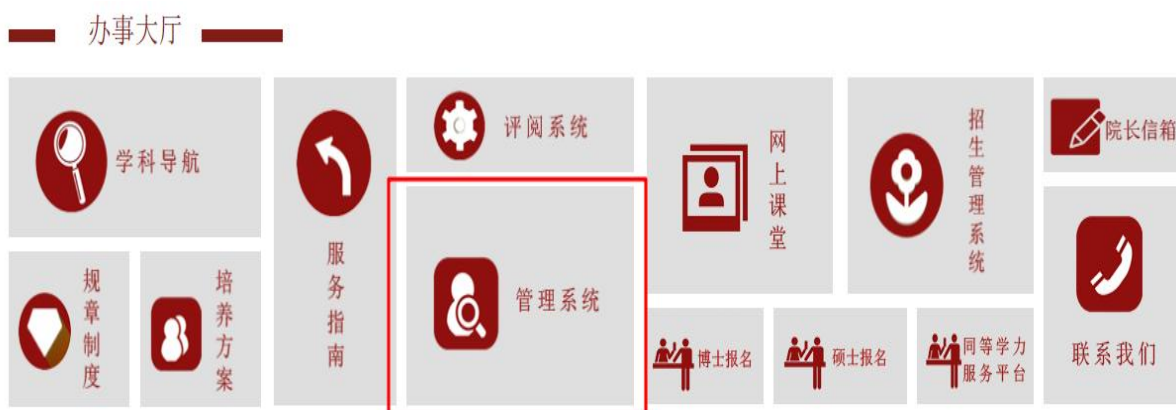 办事大厅
学科导航
规章制度
培养方案
服务指南
评阅系统
管理系统
网上课堂
招生管理系统
院长信箱
博士报名
硕士报名
同等学力
服务平台
联系我们